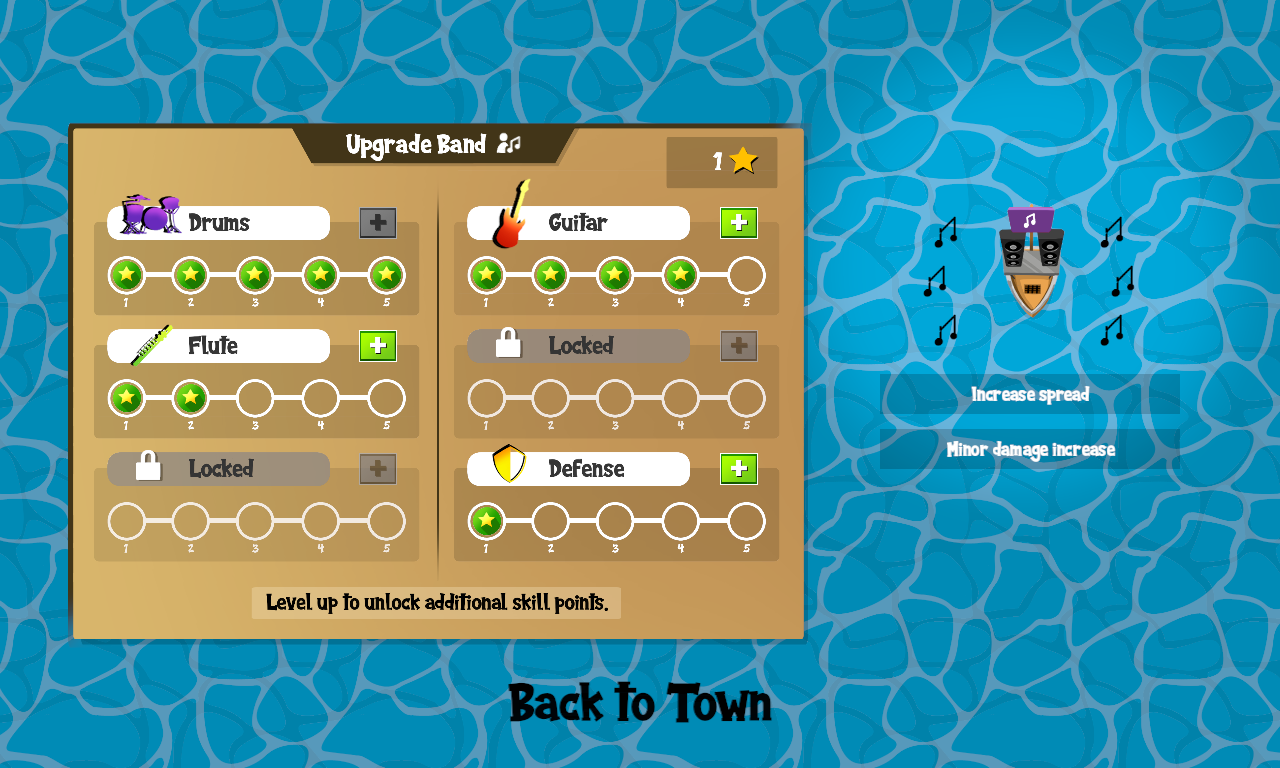 Upgrade Band
1
Drums
1 2 3 4 5
Guitar
1 2 3 4 5
Flute
1 2 3 4 5
Locked
1 2 3 4 5
Locked
1 2 3 4 5
Defense
1 2 3 4 5
Level up to unlock additional skill points.
Increase spread
Minor damage increase
Back to Town